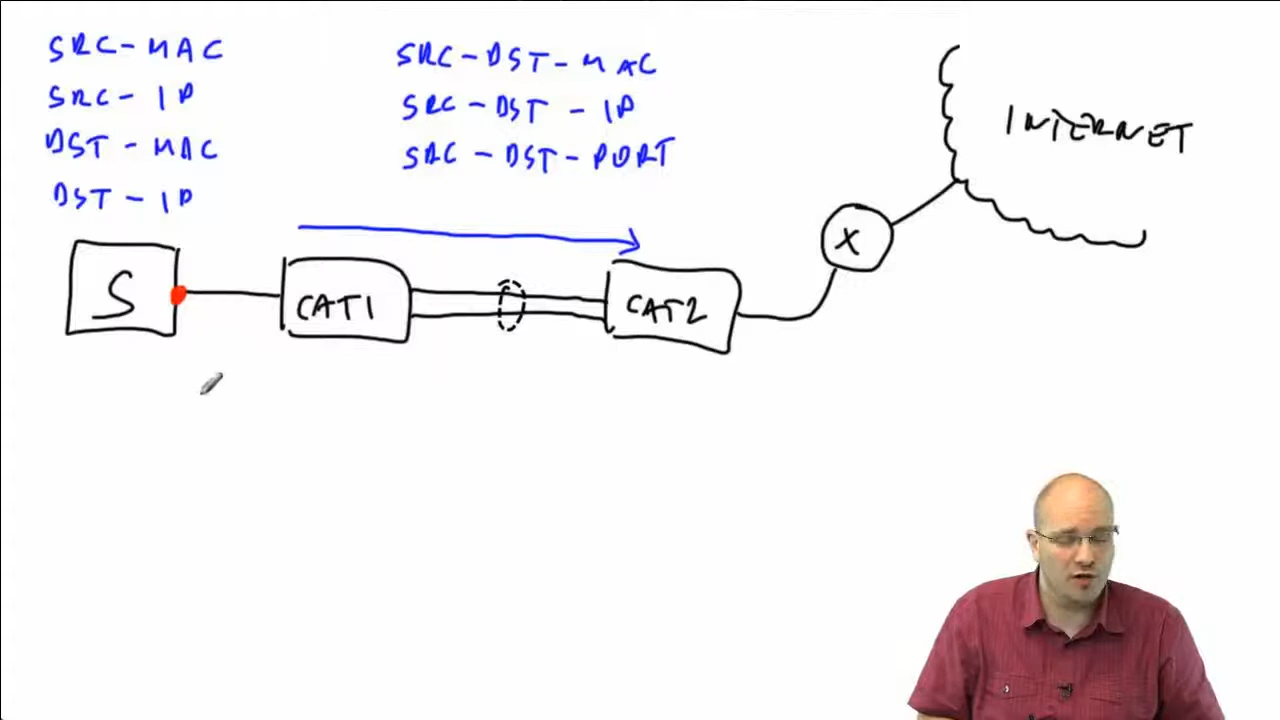 SRC-MAC
SRC-IP
DST-MAC
DST-IP
SRC-DST-MAC
SRC-DST-IP
SRC-DST-PORT
INTERNET
S
CAT1
CAT2
X